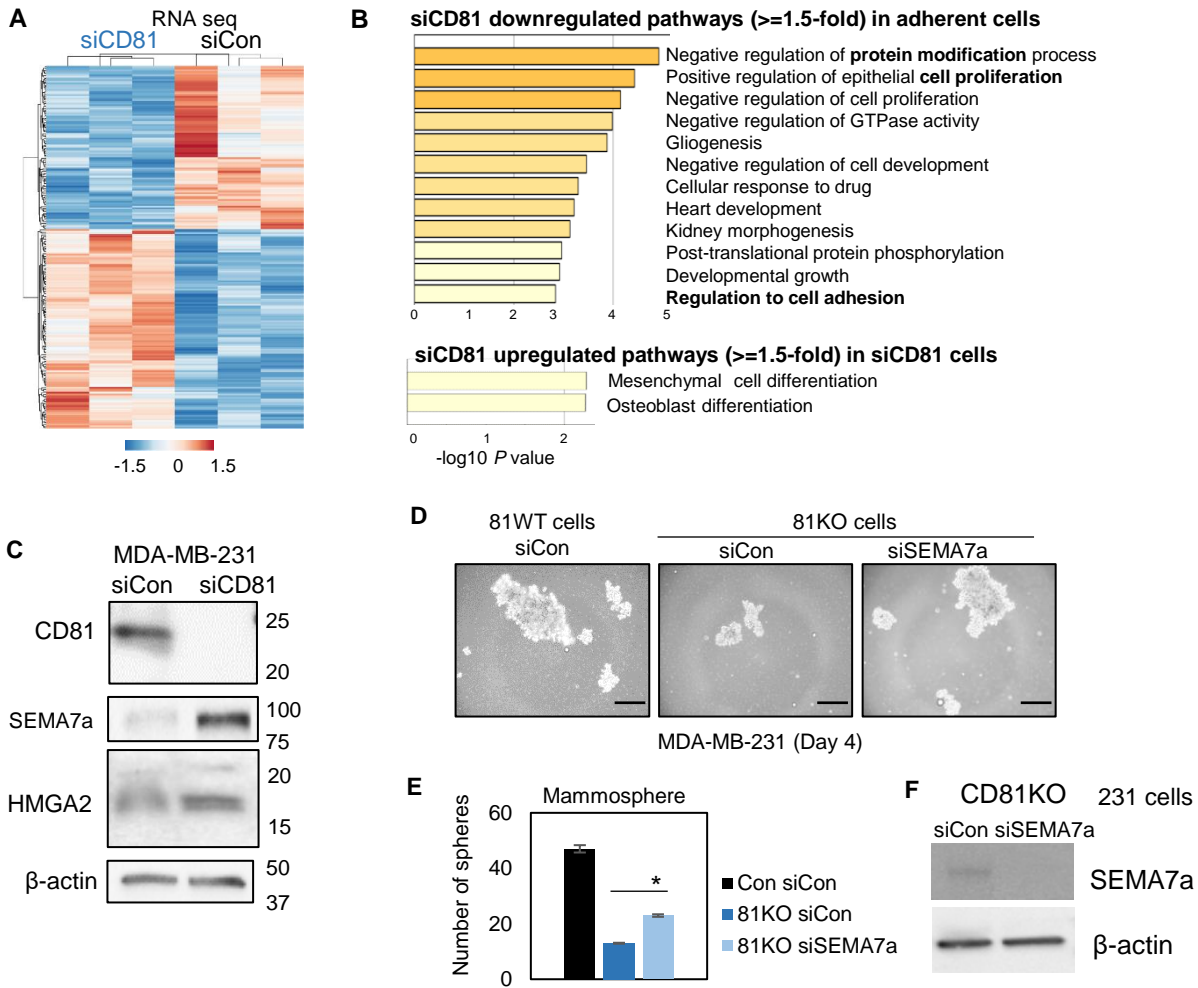 A
RNA seq
siCD81
siCon
-1.5 0 1.5
B
siCD81 downregulated pathways (>=1.5-fold) in adherent cells
Negative regulation of protein modification process
Positive regulation of epithelial cell proliferation
Negative regulation of cell proliferation
Negative regulation of GTPase activity
Gliogenesis
Negative regulation of cell development
Cellular response to drug
Heart development
Kidney morphogenesis
Post-translational protein phosphorylation
Developmental growth
Regulation to cell adhesion
0 1 2 3 4 5
siCD81 upregulated pathways (>=1.5-fold) in siCD81 cells
Mesenchymal cell differentiation
Osteoblast differentiation
0 1 2
-log10 P value
C
MDA-MB-231
siCon siCD81
CD81
25
20
SEMA7a
100
75
HMGA2
20
15
β-actin
50
37
D
81WT cells
siCon
81KO cells
siCon
siSEMA7a
MDA-MB-231 (Day 4)
E
Mammosphere
Number of spheres
60
40
20
0
*
Con siCon
81KO siCon
81KO siSEMA7a
F
CD81KO 231 cells
siCon siSEMA7a
SEMA7a
β-actin